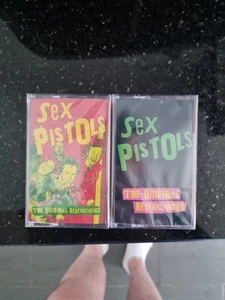 Sex
PISTOLS
THE ORIGINAL RECORDINGS
Sex
PISTOLS
THE ORIGINAL
RECORDINGS